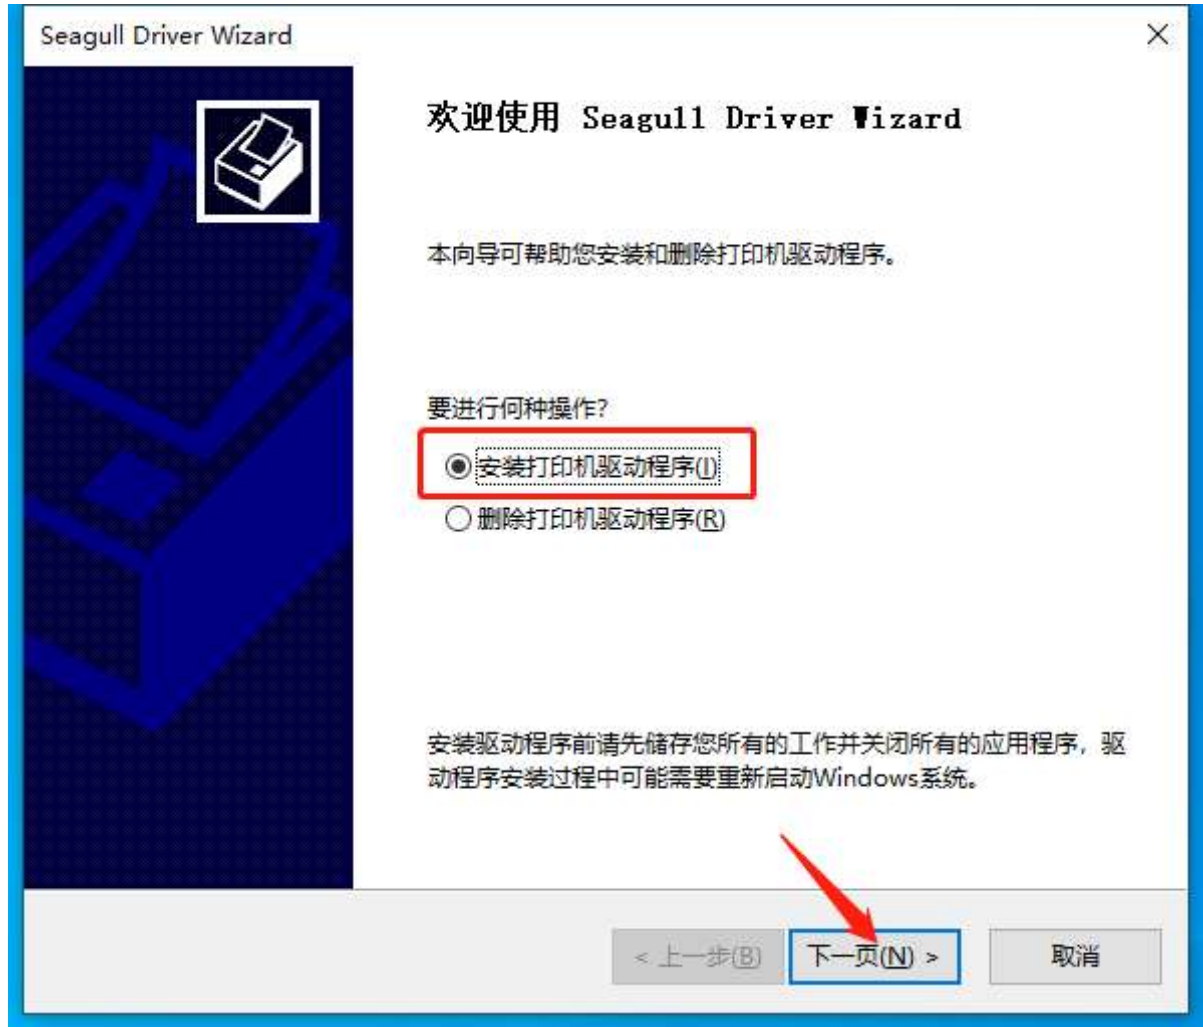 Seagull Driver Wizard
欢迎使用 Seagull Driver Wizard
本向导可帮助您安装和删除打印机驱动程序。
要进行何种操作?
安装打印机驱动程序(I)
删除打印机驱动程序(R)
安装驱动程序前请先储存您所有的工作并关闭所有的应用程序, 驱
动程序安装过程中可能需要重新启动Windows系统。
< 上一步(B) 下一页(N) > 取消